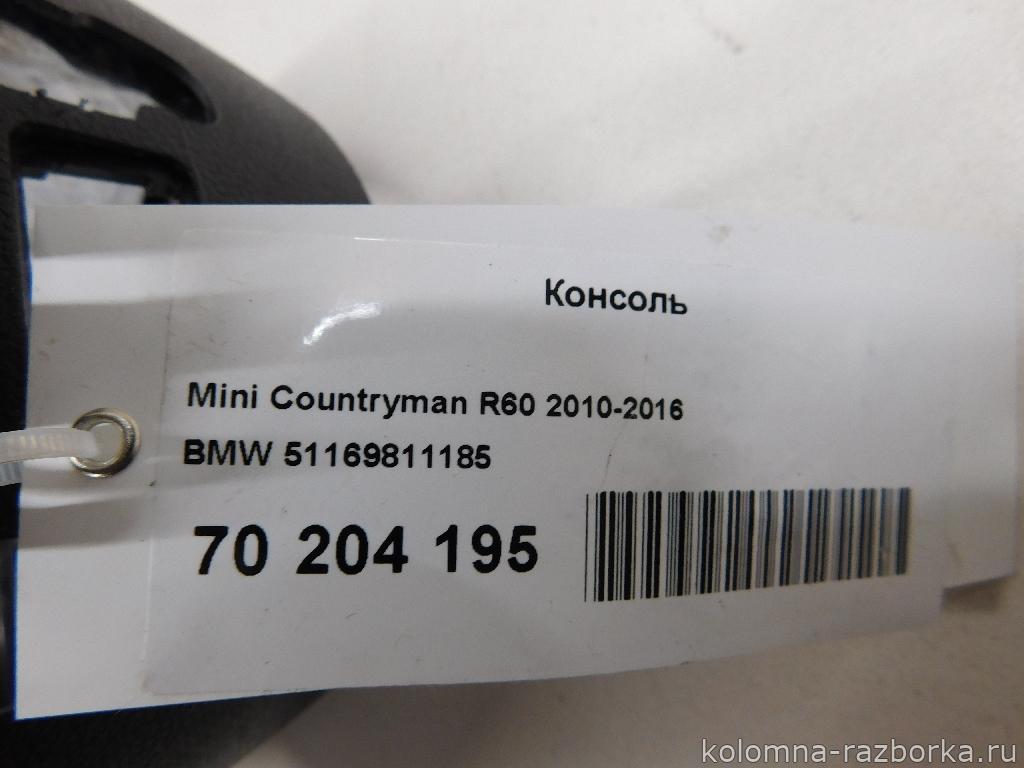 Консоль
Mini Countryman R60 2010-2016
BMW 51169811185
70 204 195
kolomna-razborka.ru